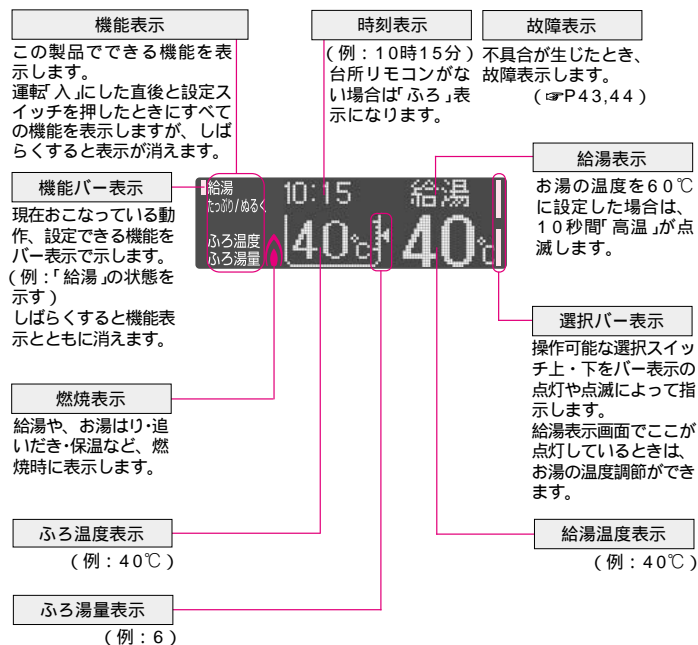 機能表示
この製品でできる機能を表
示します。
運転「入」にした直後と設定ス
イッチを押したときにすべて
の機能を表示しますが、しば
らくすると表示が消えます。
時刻表示
(例：10時15分)
台所リモコンがな
い場合は「ふろ」表
示になります。
故障表示
不具合が生じたとき、
故障表示します。
(☞P43,44)
機能バー表示
現在おこなっている動
作、設定できる機能を
バー表示で示します。
(例：「給湯」の状態を
示す)
しばらくすると機能表
示とともに消えます。
給湯
たっぷり/ぬるく
ふろ温度
ふろ湯量
10:15
40℃
給湯
40℃
給湯表示
お湯の温度を60℃
に設定した場合は、
10秒間「高温」が点
滅します。
選択バー表示
操作可能な選択スイッ
チ上・下をバー表示の
点灯や点滅によって指
示します。
給湯表示画面でここが
点灯しているときは、
お湯の温度調節ができ
ます。
燃焼表示
給湯や、お湯はり・追
いだき・保温など、燃
焼時に表示します。
ふろ温度表示
(例：40℃)
給湯温度表示
(例：40℃)
ふろ湯量表示
(例：6)